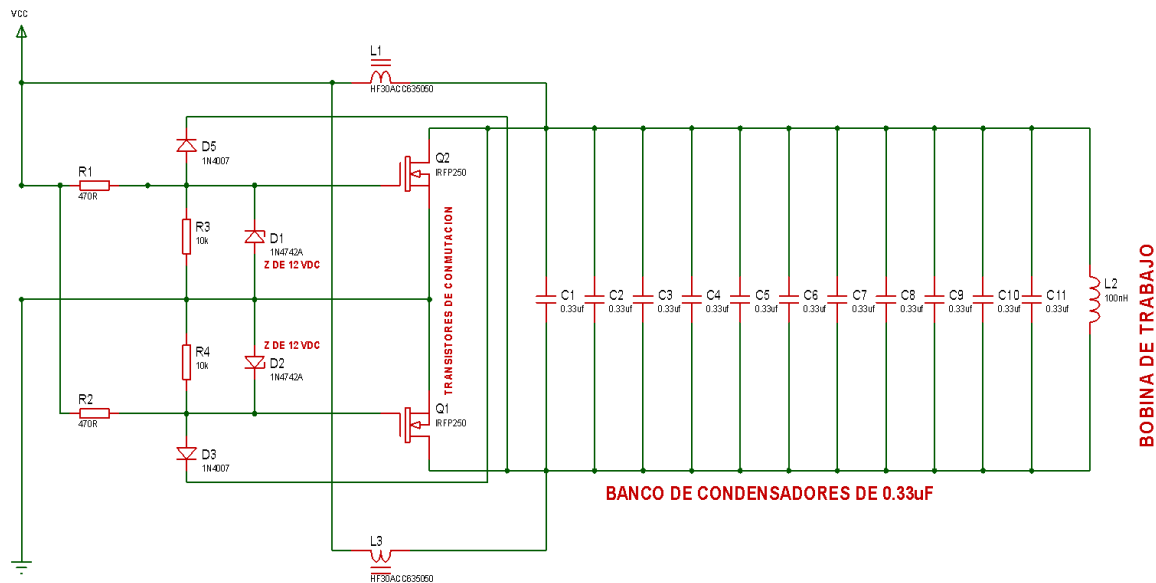 VCC
L1
HF30ACC635050
D5
1N4007
Q2
IRFP250
R1
470R
R3
10k
D1
1N4742A
Z DE 12 VDC
TRANSISTORES DE CONMUTACION
C1
0.33uf
C2
0.33uf
C3
0.33uf
C4
0.33uf
C5
0.33uf
C6
0.33uf
C7
0.33uf
C8
0.33uf
C9
0.33uf
C10
0.33uf
C11
0.33uf
L2
100nH
BOBINA DE TRABAJO
Z DE 12 VDC
R4
10k
D2
1N4742A
R2
470R
Q1
IRFP250
D3
1N4007
BANCO DE CONDENSADORES DE 0.33uF
L3
HF30ACC635050